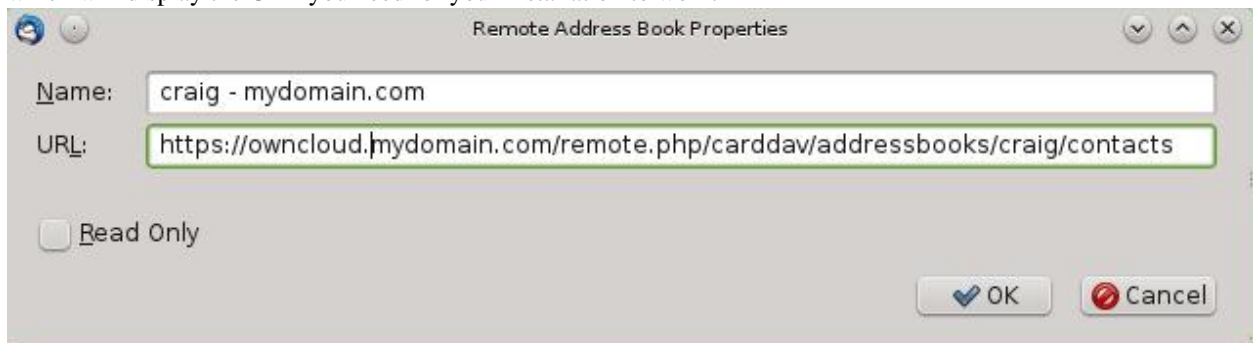 Remote Address Book Properties
Name: craig - mydomain.com
URL: https://owncloud.mydomain.com/remote.php/carddav/addressbooks/craig/contacts
Read Only
OK Cancel